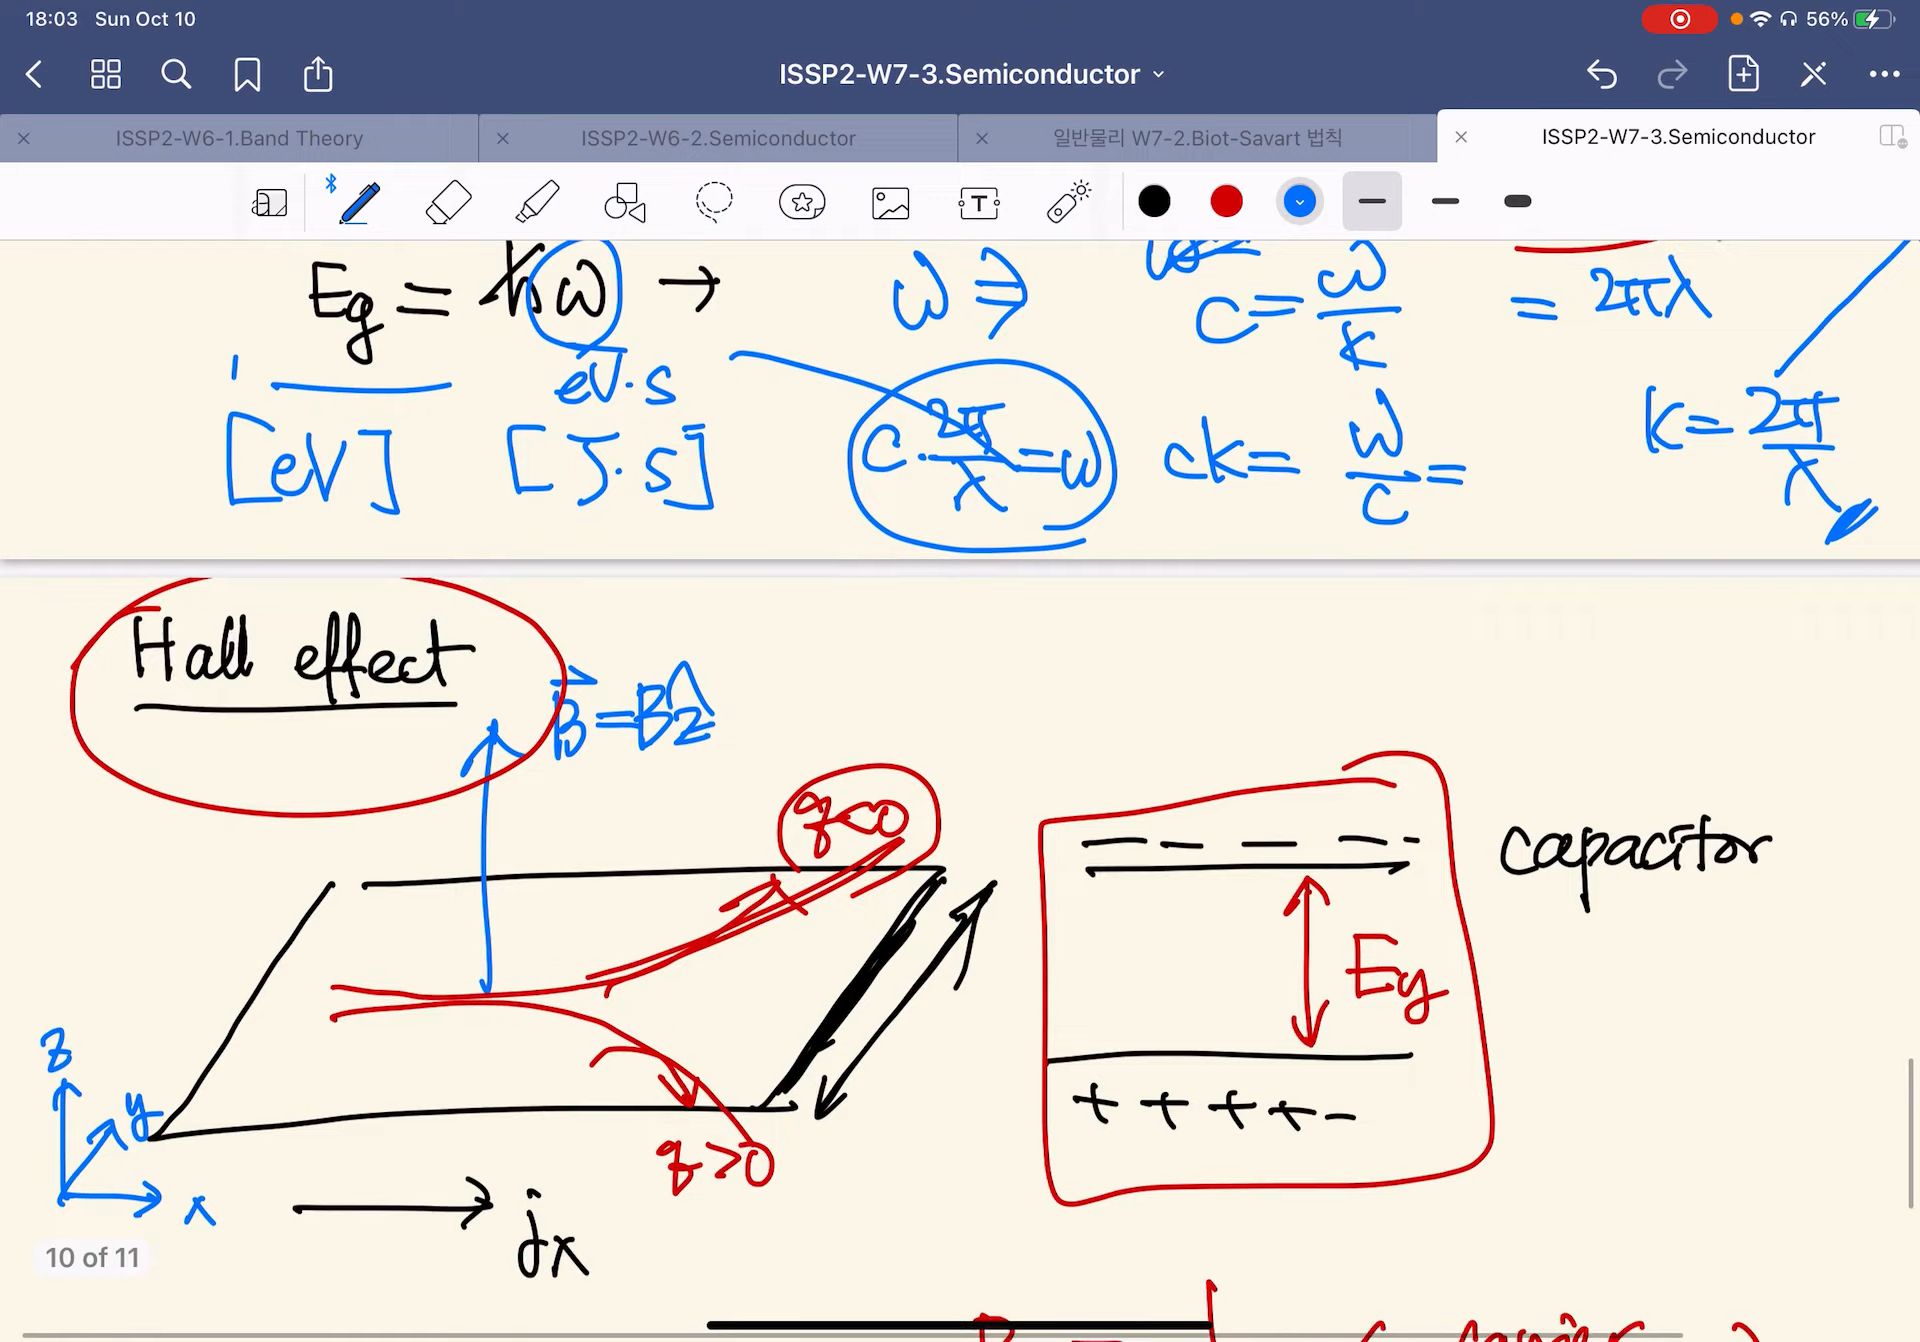 18:03 Sun Oct 10 56%
ISSP2-W7-3.Semiconductor
ISSP2-W6-1.Band Theory
ISSP2-W6-2.Semiconductor
일반물리 W7-2.Biot-Savart 법칙
ISSP2-W7-3.Semiconductor
Eg = ħω → ω ⇒ C = ω/k = 2πλ
eV·s
[eV] [J·s] C·2π/λ = ω ck = ω/c = k = 2π/λ
Hall effect
B⃗ = Bẑ
q<0
capacitor
Ey
+ + + + −
z
y
x
q>0
jx
10 of 11